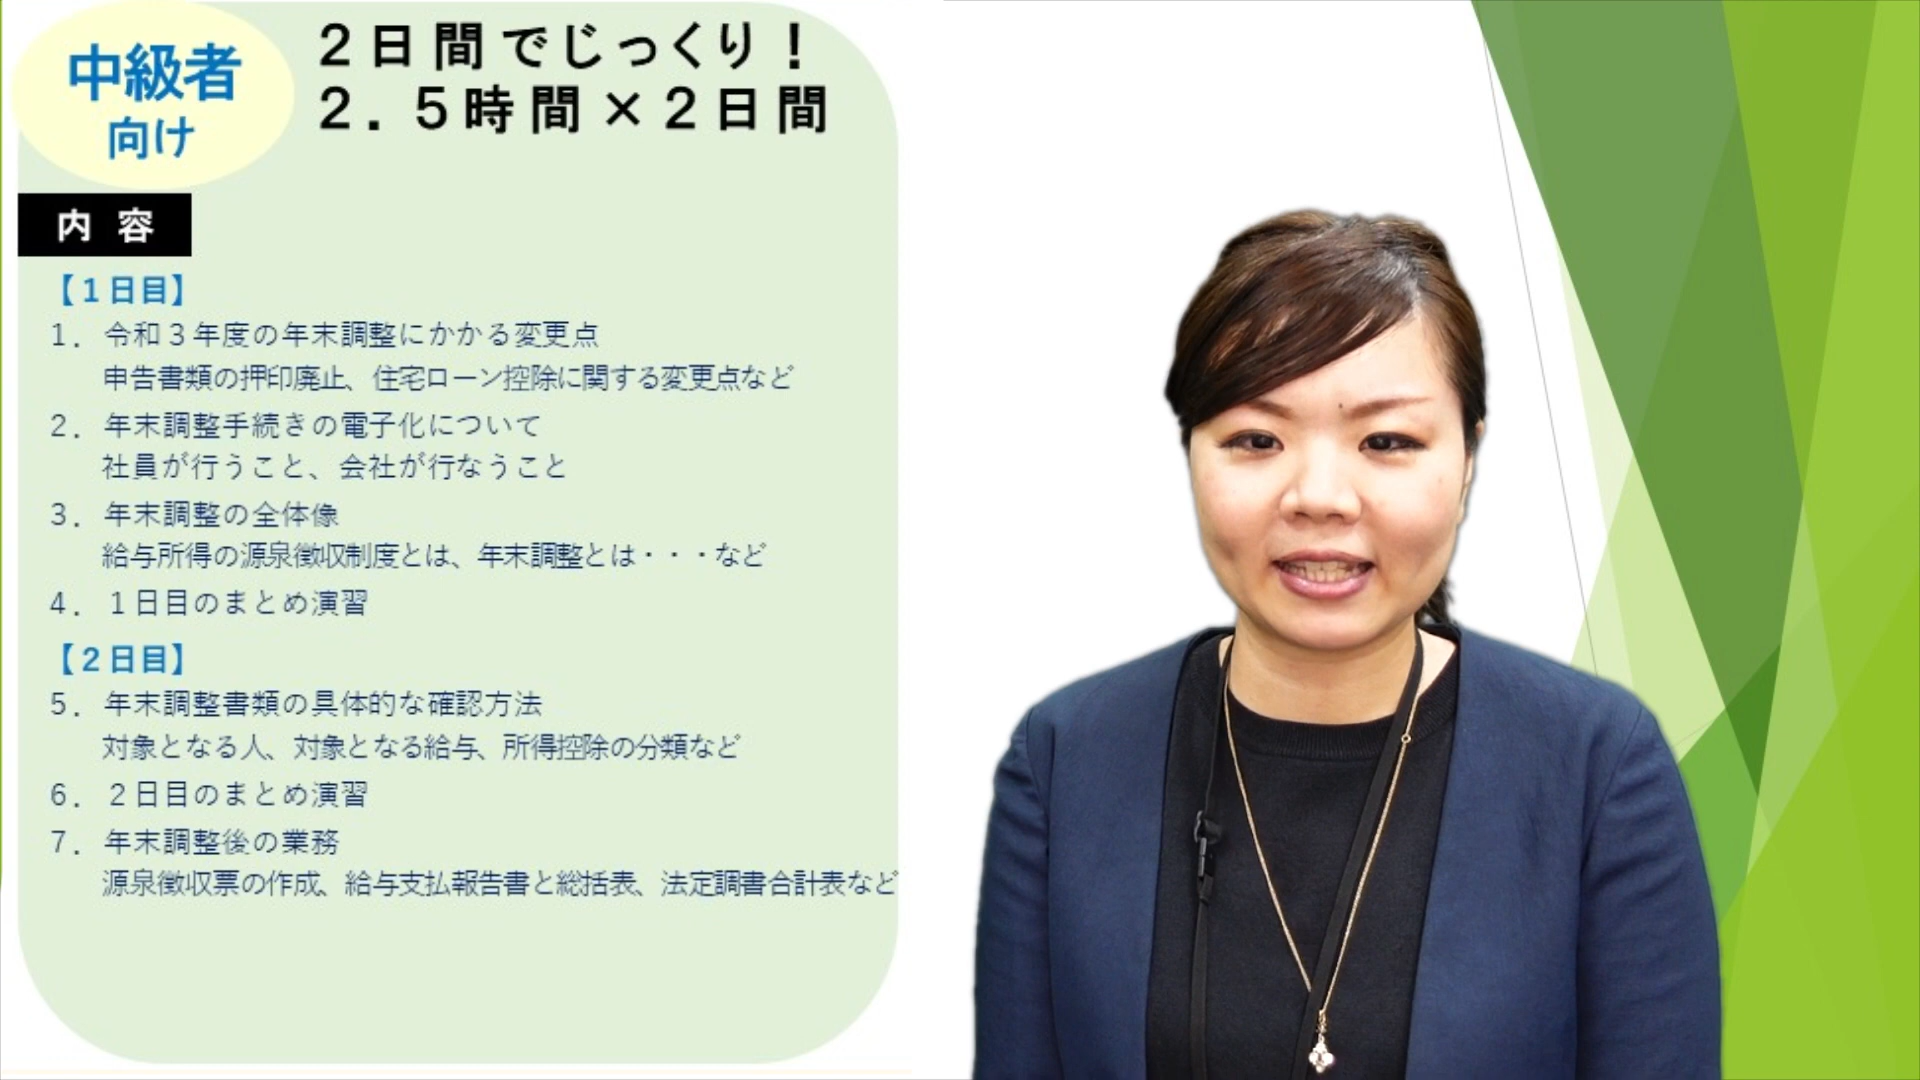 中級者
向け
２日間でじっくり！
２．５時間×２日間
内 容
【１日目】
１．令和３年度の年末調整にかかる変更点
申告書類の押印廃止、住宅ローン控除に関する変更点など
２．年末調整手続きの電子化について
社員が行うこと、会社が行なうこと
３．年末調整の全体像
給与所得の源泉徴収制度とは、年末調整とは・・・など
４．１日目のまとめ演習
【２日目】
５．年末調整書類の具体的な確認方法
対象となる人、対象となる給与、所得控除の分類など
６．２日目のまとめ演習
７．年末調整後の業務
源泉徴収票の作成、給与支払報告書と総括表、法定調書合計表など